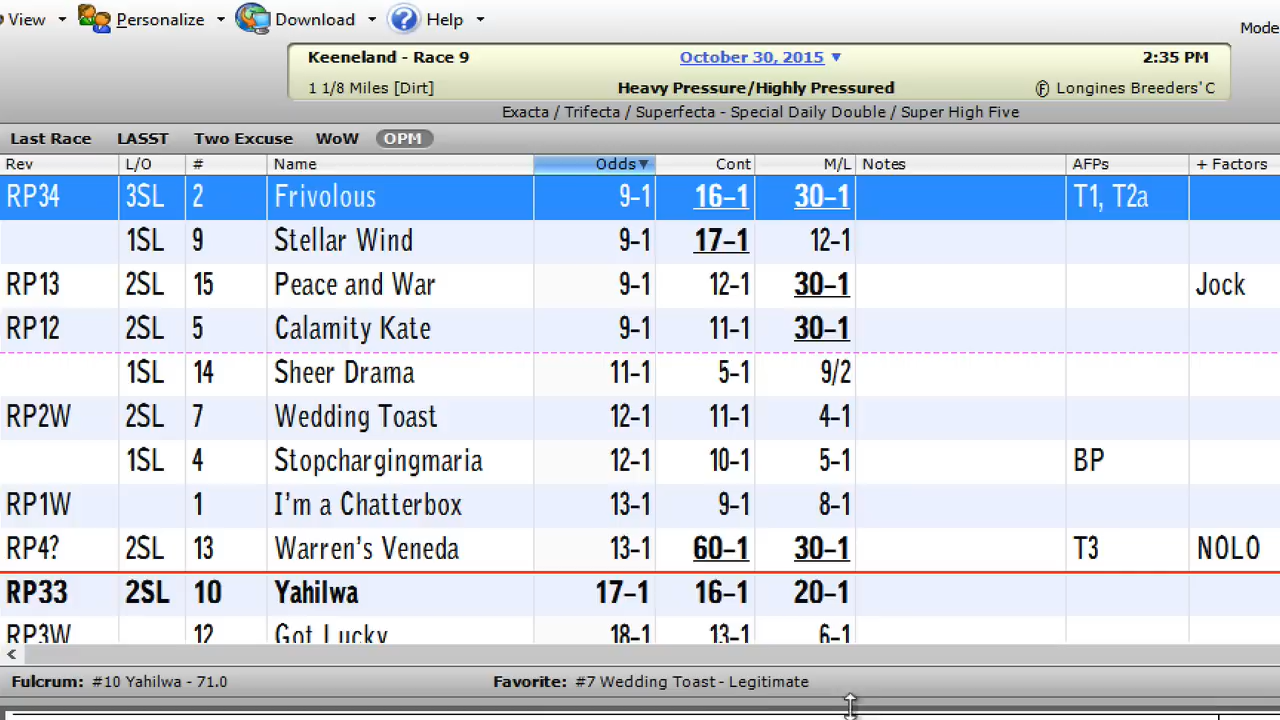 View Personalize Download Help
Mode
Keeneland - Race 9 October 30, 2015 ▼ 2:35 PM
1 1/8 Miles [Dirt] Heavy Pressure/Highly Pressured Ⓕ Longines Breeders' C
Exacta / Trifecta / Superfecta - Special Daily Double / Super High Five
Last Race LASST Two Excuse WoW OPM
Rev L/O # Name Odds▼ Cont M/L Notes AFPs + Factors
RP34 3SL 2 Frivolous 9-1 16-1 30-1 T1, T2a
1SL 9 Stellar Wind 9-1 17-1 12-1
RP13 2SL 15 Peace and War 9-1 12-1 30-1 Jock
RP12 2SL 5 Calamity Kate 9-1 11-1 30-1
1SL 14 Sheer Drama 11-1 5-1 9/2
RP2W 2SL 7 Wedding Toast 12-1 11-1 4-1
1SL 4 Stopchargingmaria 12-1 10-1 5-1 BP
RP1W 1 I'm a Chatterbox 13-1 9-1 8-1
RP4? 2SL 13 Warren's Veneda 13-1 60-1 30-1 T3 NOLO
RP33 2SL 10 Yahilwa 17-1 16-1 20-1
RP3W 12 Got Lucky 18-1 13-1 6-1
Fulcrum: #10 Yahilwa - 71.0 Favorite: #7 Wedding Toast - Legitimate